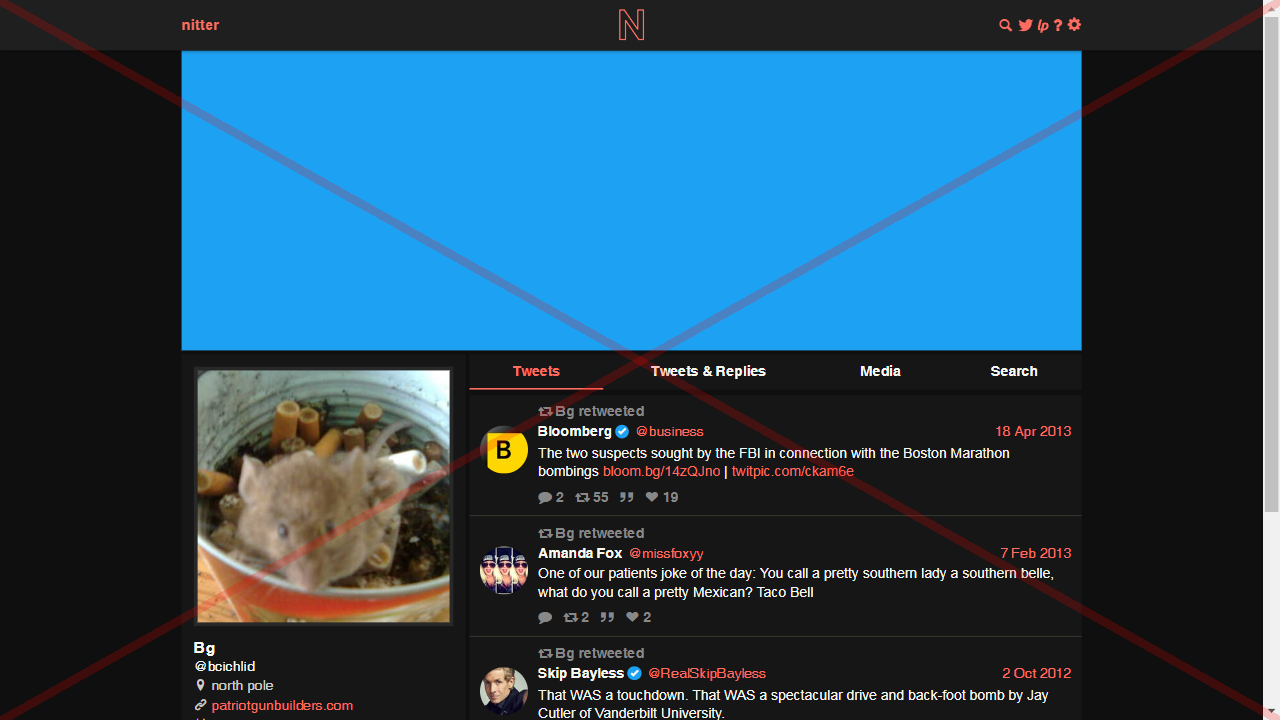 nitter
N
lp ?
Tweets
Tweets & Replies
Media
Search
Bg retweeted
Bloomberg @business
18 Apr 2013
B
The two suspects sought by the FBI in connection with the Boston Marathon
bombings bloom.bg/14zQJno | twitpic.com/ckam6e
2 55 19
Bg retweeted
Amanda Fox @missfoxyy
7 Feb 2013
One of our patients joke of the day: You call a pretty southern lady a southern belle,
what do you call a pretty Mexican? Taco Bell
2 2
Bg retweeted
Skip Bayless @RealSkipBayless
2 Oct 2012
That WAS a touchdown. That WAS a spectacular drive and back-foot bomb by Jay
Cutler of Vanderbilt University.
Bg
@bcichlid
north pole
patriotgunbuilders.com